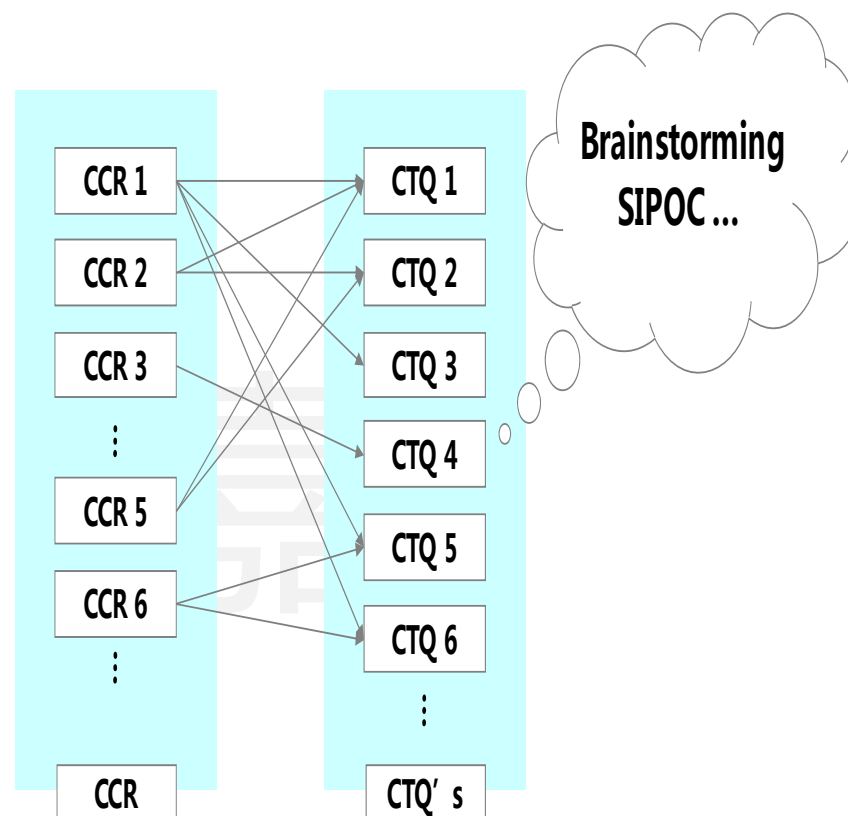 CCR 1
CCR 2
CCR 3
⋮
CCR 5
CCR 6
⋮
CCR
CTQ 1
CTQ 2
CTQ 3
CTQ 4
CTQ 5
CTQ 6
⋮
CTQ’ s
Brainstorming
SIPOC ...